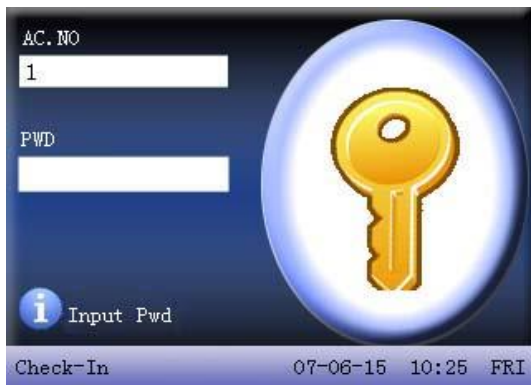 AC.NO
1
PWD
i Input Pwd
Check-In 07-06-15 10:25 FRI